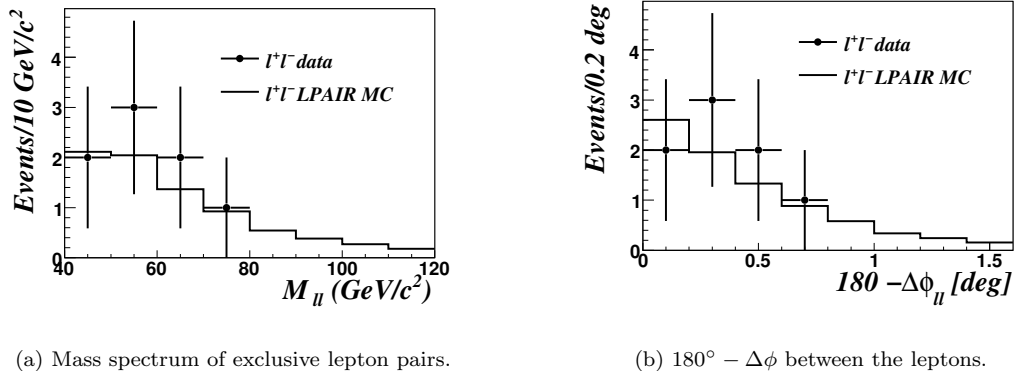 Events/10 GeV/c²
5
4
3
2
1
0
l⁺l⁻ data
l⁺l⁻ LPAIR MC
40 60 80 100 120
M_ll (GeV/c²)
(a) Mass spectrum of exclusive lepton pairs.
Events/0.2 deg
4
3
2
1
0
l⁺l⁻ data
l⁺l⁻ LPAIR MC
0 0.5 1 1.5
180 −Δϕ_ll [deg]
(b) 180° − Δϕ between the leptons.